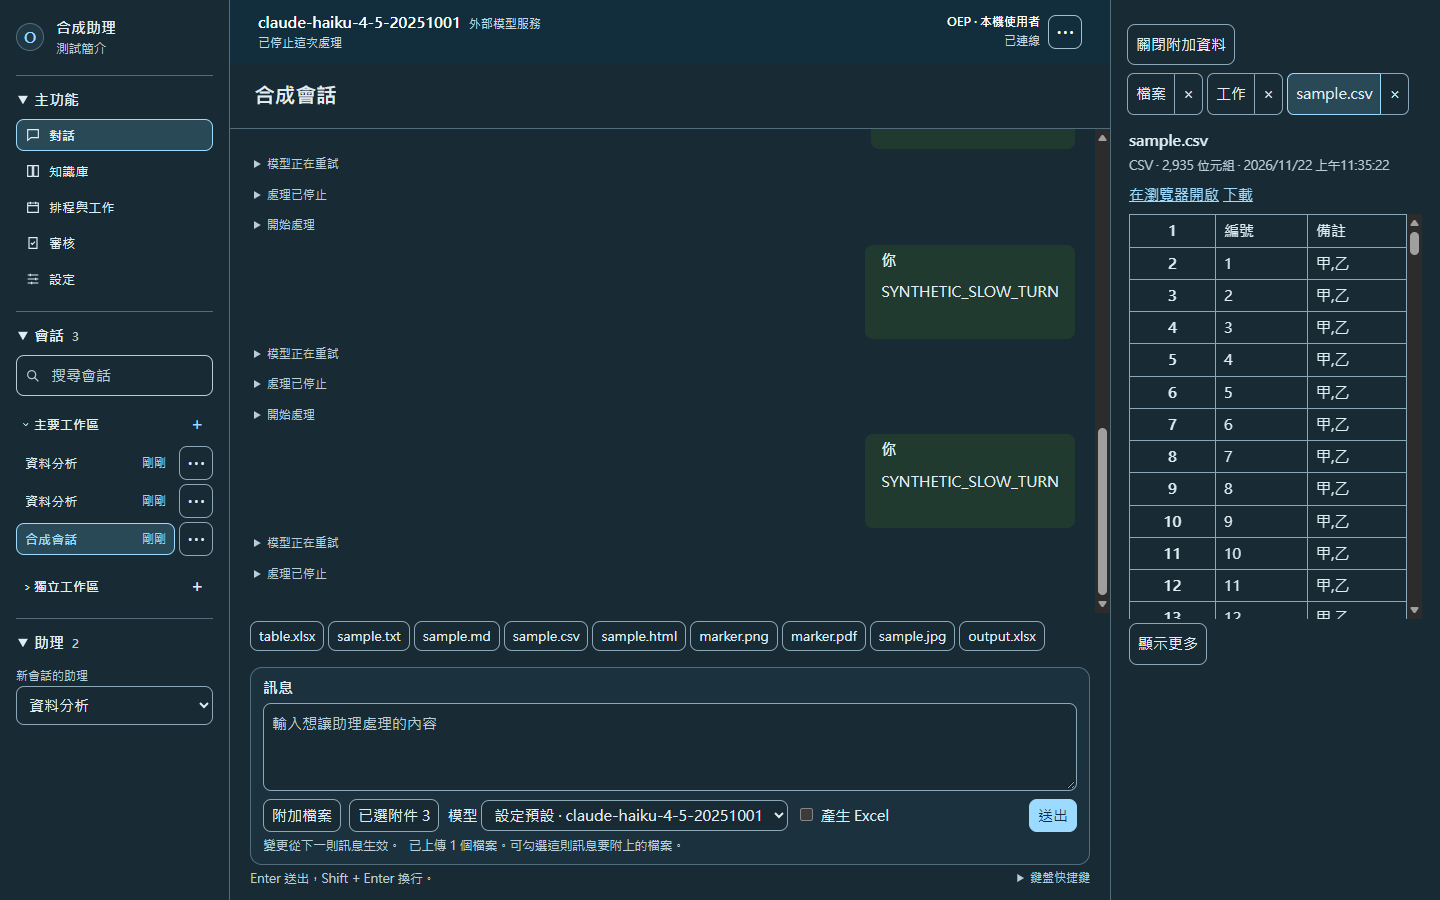 O
合成助理
測試簡介
▼ 主功能
對話
知識庫
排程與工作
審核
設定
▼ 會話 3
搜尋會話
主要工作區 +
資料分析 剛剛 ...
資料分析 剛剛 ...
合成會話 剛剛 ...
獨立工作區 +
▼ 助理 2
新會話的助理
資料分析
claude-haiku-4-5-20251001 外部模型服務
已停止這次處理
OEP · 本機使用者
已連線
...
合成會話
▶ 模型正在重試
▶ 處理已停止
▶ 開始處理
你
SYNTHETIC_SLOW_TURN
▶ 模型正在重試
▶ 處理已停止
▶ 開始處理
你
SYNTHETIC_SLOW_TURN
▶ 模型正在重試
▶ 處理已停止
table.xlsx sample.txt sample.md sample.csv sample.html marker.png marker.pdf sample.jpg output.xlsx
訊息
輸入想讓助理處理的內容
附加檔案 已選附件 3 模型 設定預設 · claude-haiku-4-5-20251001 產生 Excel 送出
變更從下一則訊息生效。 已上傳 1 個檔案。可勾選這則訊息要附上的檔案。
Enter 送出，Shift + Enter 換行。
▶ 鍵盤快捷鍵
關閉附加資料
檔案 × 工作 × sample.csv ×
sample.csv
CSV · 2,935 位元組 · 2026/11/22 上午11:35:22
在瀏覽器開啟 下載
1 編號 備註
2 1 甲,乙
3 2 甲,乙
4 3 甲,乙
5 4 甲,乙
6 5 甲,乙
7 6 甲,乙
8 7 甲,乙
9 8 甲,乙
10 9 甲,乙
11 10 甲,乙
12 11 甲,乙
13 12 甲,乙
顯示更多